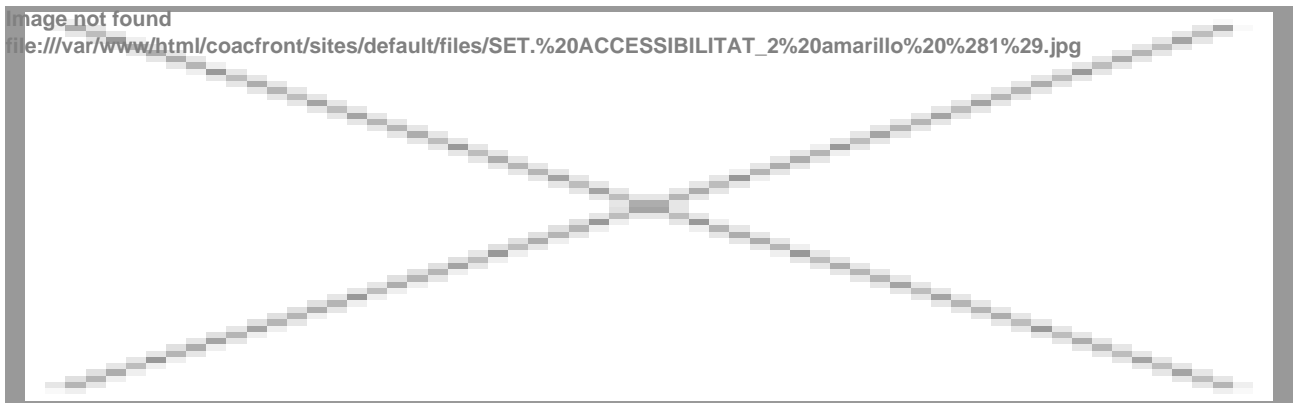 Image not found
file:///var/www/html/coacfront/sites/default/files/SET.%20ACCESSIBILITAT_2%20amarillo%20%281%29.jpg